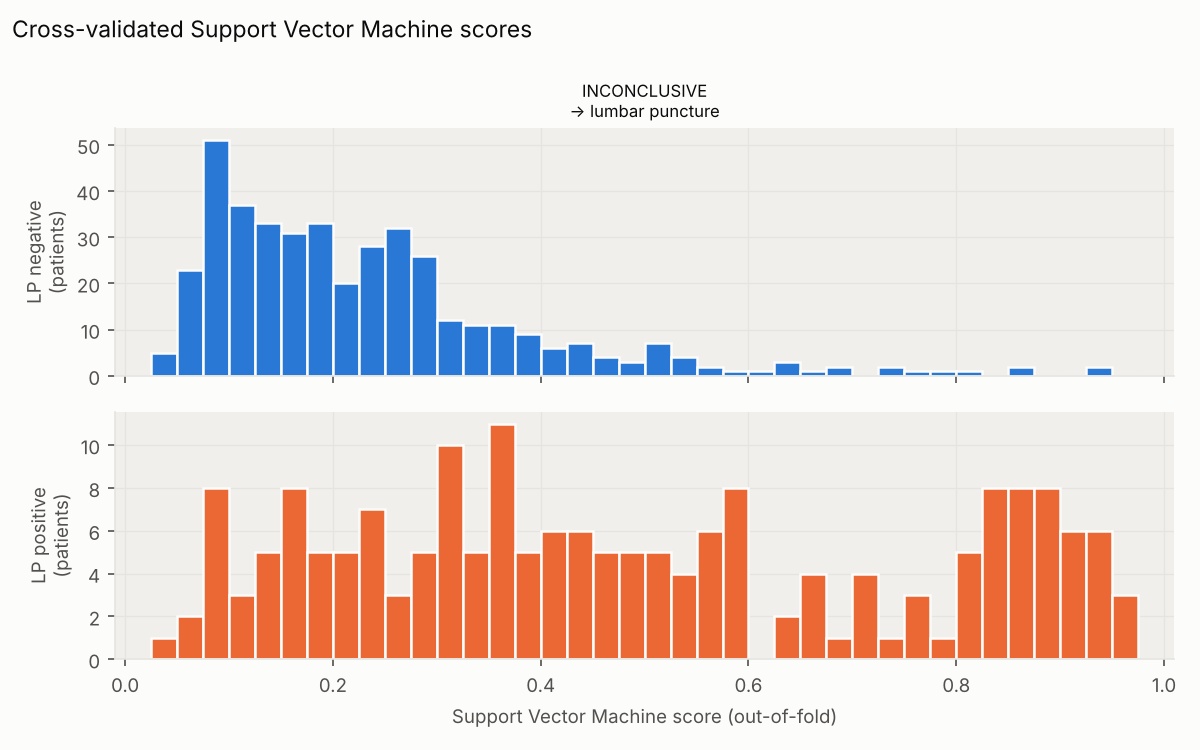 Cross-validated Support Vector Machine scores
INCONCLUSIVE
→ lumbar puncture
50
40
30
20
10
0
LP negative
(patients)
10
8
6
4
2
0
LP positive
(patients)
0.0 0.2 0.4 0.6 0.8 1.0
Support Vector Machine score (out-of-fold)